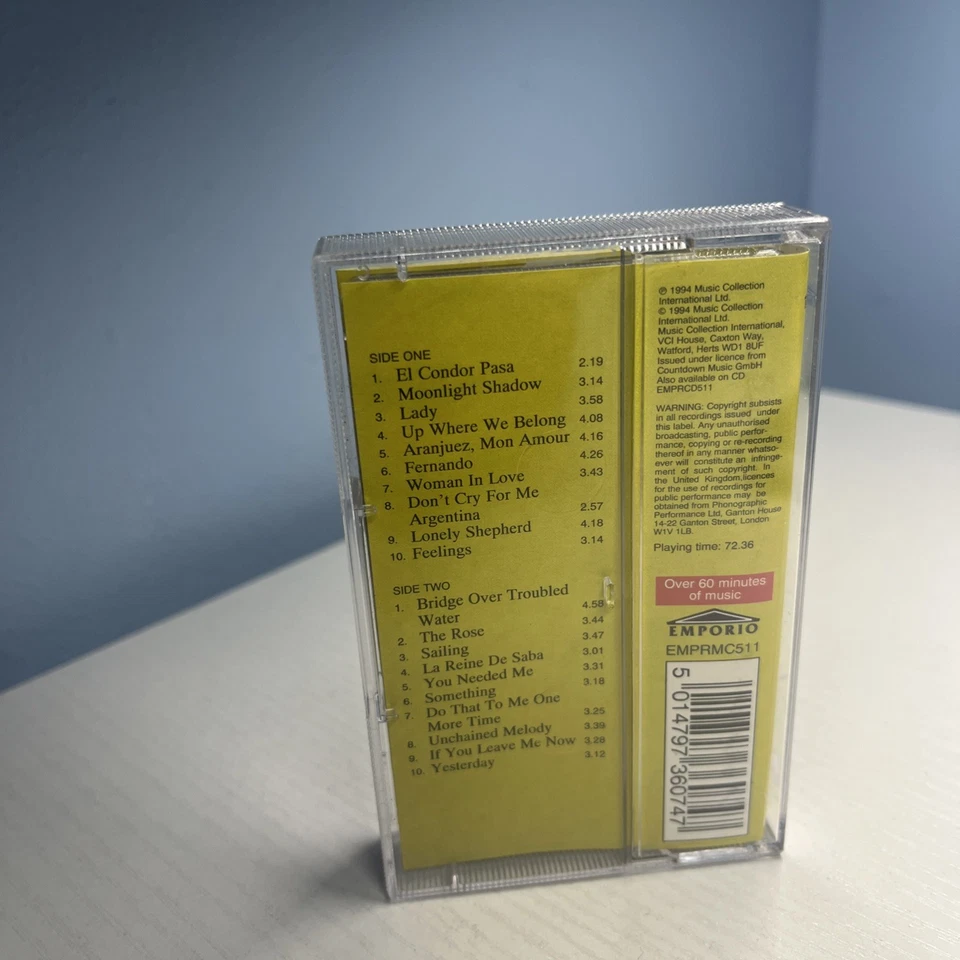 SIDE ONE
1. El Condor Pasa 2.19
2. Moonlight Shadow 3.14
3. Lady 3.58
4. Up Where We Belong 4.08
5. Aranjuez, Mon Amour 4.16
6. Fernando 4.26
7. Woman In Love 3.43
8. Don't Cry For Me
Argentina 2.57
9. Lonely Shepherd 4.18
10. Feelings 3.14
SIDE TWO
1. Bridge Over Troubled
Water 4.58
2. The Rose 3.44
3. Sailing 3.47
4. La Reine De Saba 3.01
5. You Needed Me 3.31
6. Something 3.18
7. Do That To Me One
More Time 3.25
8. Unchained Melody 3.39
9. If You Leave Me Now 3.28
10. Yesterday 3.12
℗ 1994 Music Collection
International Ltd.
© 1994 Music Collection
International Ltd.
Music Collection International,
VCI House, Caxton Way,
Watford, Herts WD1 8UF
Issued under licence from
Countdown Music GmbH
Also available on CD
EMPRCD511
WARNING: Copyright subsists
in all recordings issued under
this label. Any unauthorised
broadcasting, public perfor-
mance, copying or re-recording
thereof in any manner whatso-
ever will constitute an infringe-
ment of such copyright. In
the United Kingdom,licences
for the use of recordings for
public performance may be
obtained from Phonographic
Performance Ltd, Ganton House
14-22 Ganton Street, London
W1V 1LB.
Playing time: 72.36
Over 60 minutes
of music
EMPORIO
EMPRMC511
5 014797 360747